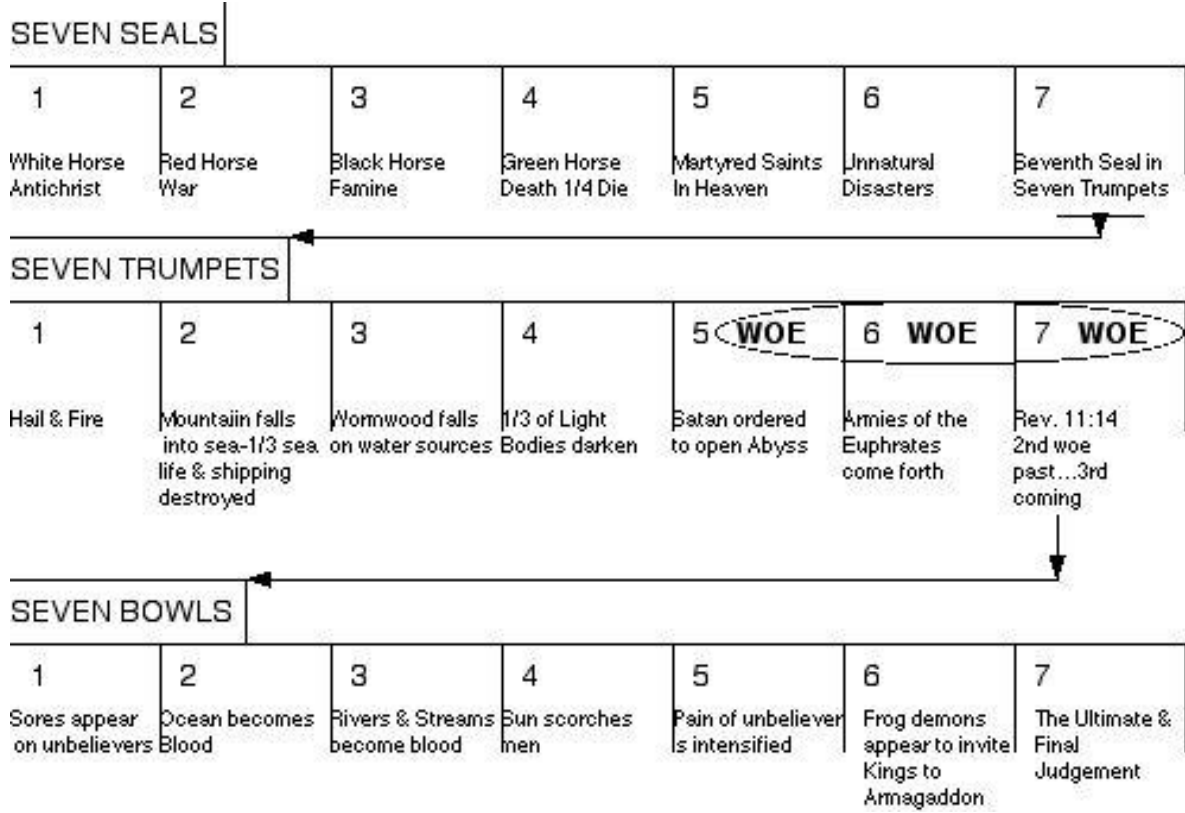 SEVEN SEALS
1 2 3 4 5 6 7
White Horse Red Horse Black Horse Green Horse Martyred Saints Unnatural Seventh Seal in
Antichrist War Famine Death 1/4 Die In Heaven Disasters Seven Trumpets
SEVEN TRUMPETS
1 2 3 4 5 WOE 6 WOE 7 WOE
Hail & Fire Mountaiin falls Wormwood falls 1/3 of Light Satan ordered Armies of the Rev. 11:14
into sea-1/3 sea on water sources Bodies darken to open Abyss Euphrates 2nd woe
life & shipping come forth past...3rd
destroyed coming
SEVEN BOWLS
1 2 3 4 5 6 7
Sores appear Ocean becomes Rivers & Streams Sun scorches Pain of unbeliever Frog demons The Ultimate &
on unbelievers Blood become blood men is intensified appear to invite Final
Kings to Judgement
Armagaddon